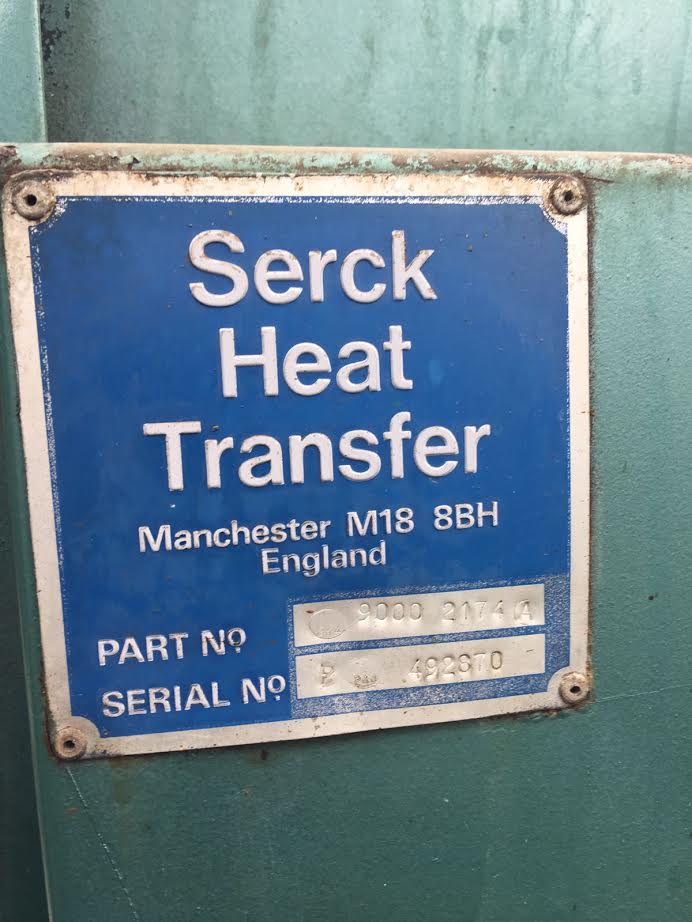 Serck
Heat
Transfer
Manchester M18 8BH
England
PART Nº 9000 2174 A
SERIAL Nº 492870